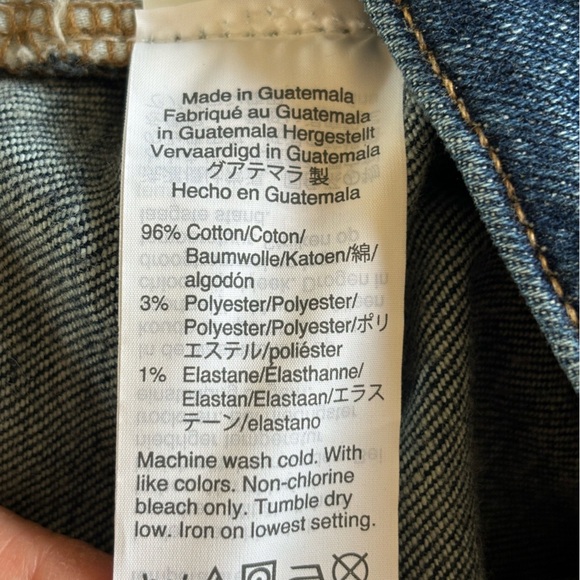 Made in Guatemala
Fabriqué au Guatemala
in Guatemala Hergestellt
Vervaardigd in Guatemala
グアテマラ 製
Hecho en Guatemala
96% Cotton/Coton/
Baumwolle/Katoen/綿/
algodón
3% Polyester/Polyester/
Polyester/Polyester/ポリ
エステル/poliéster
1% Elastane/Élasthanne/
Elastan/Elastaan/エラス
テーン/elastano
Machine wash cold. With
like colors. Non-chlorine
bleach only. Tumble dry
low. Iron on lowest setting.